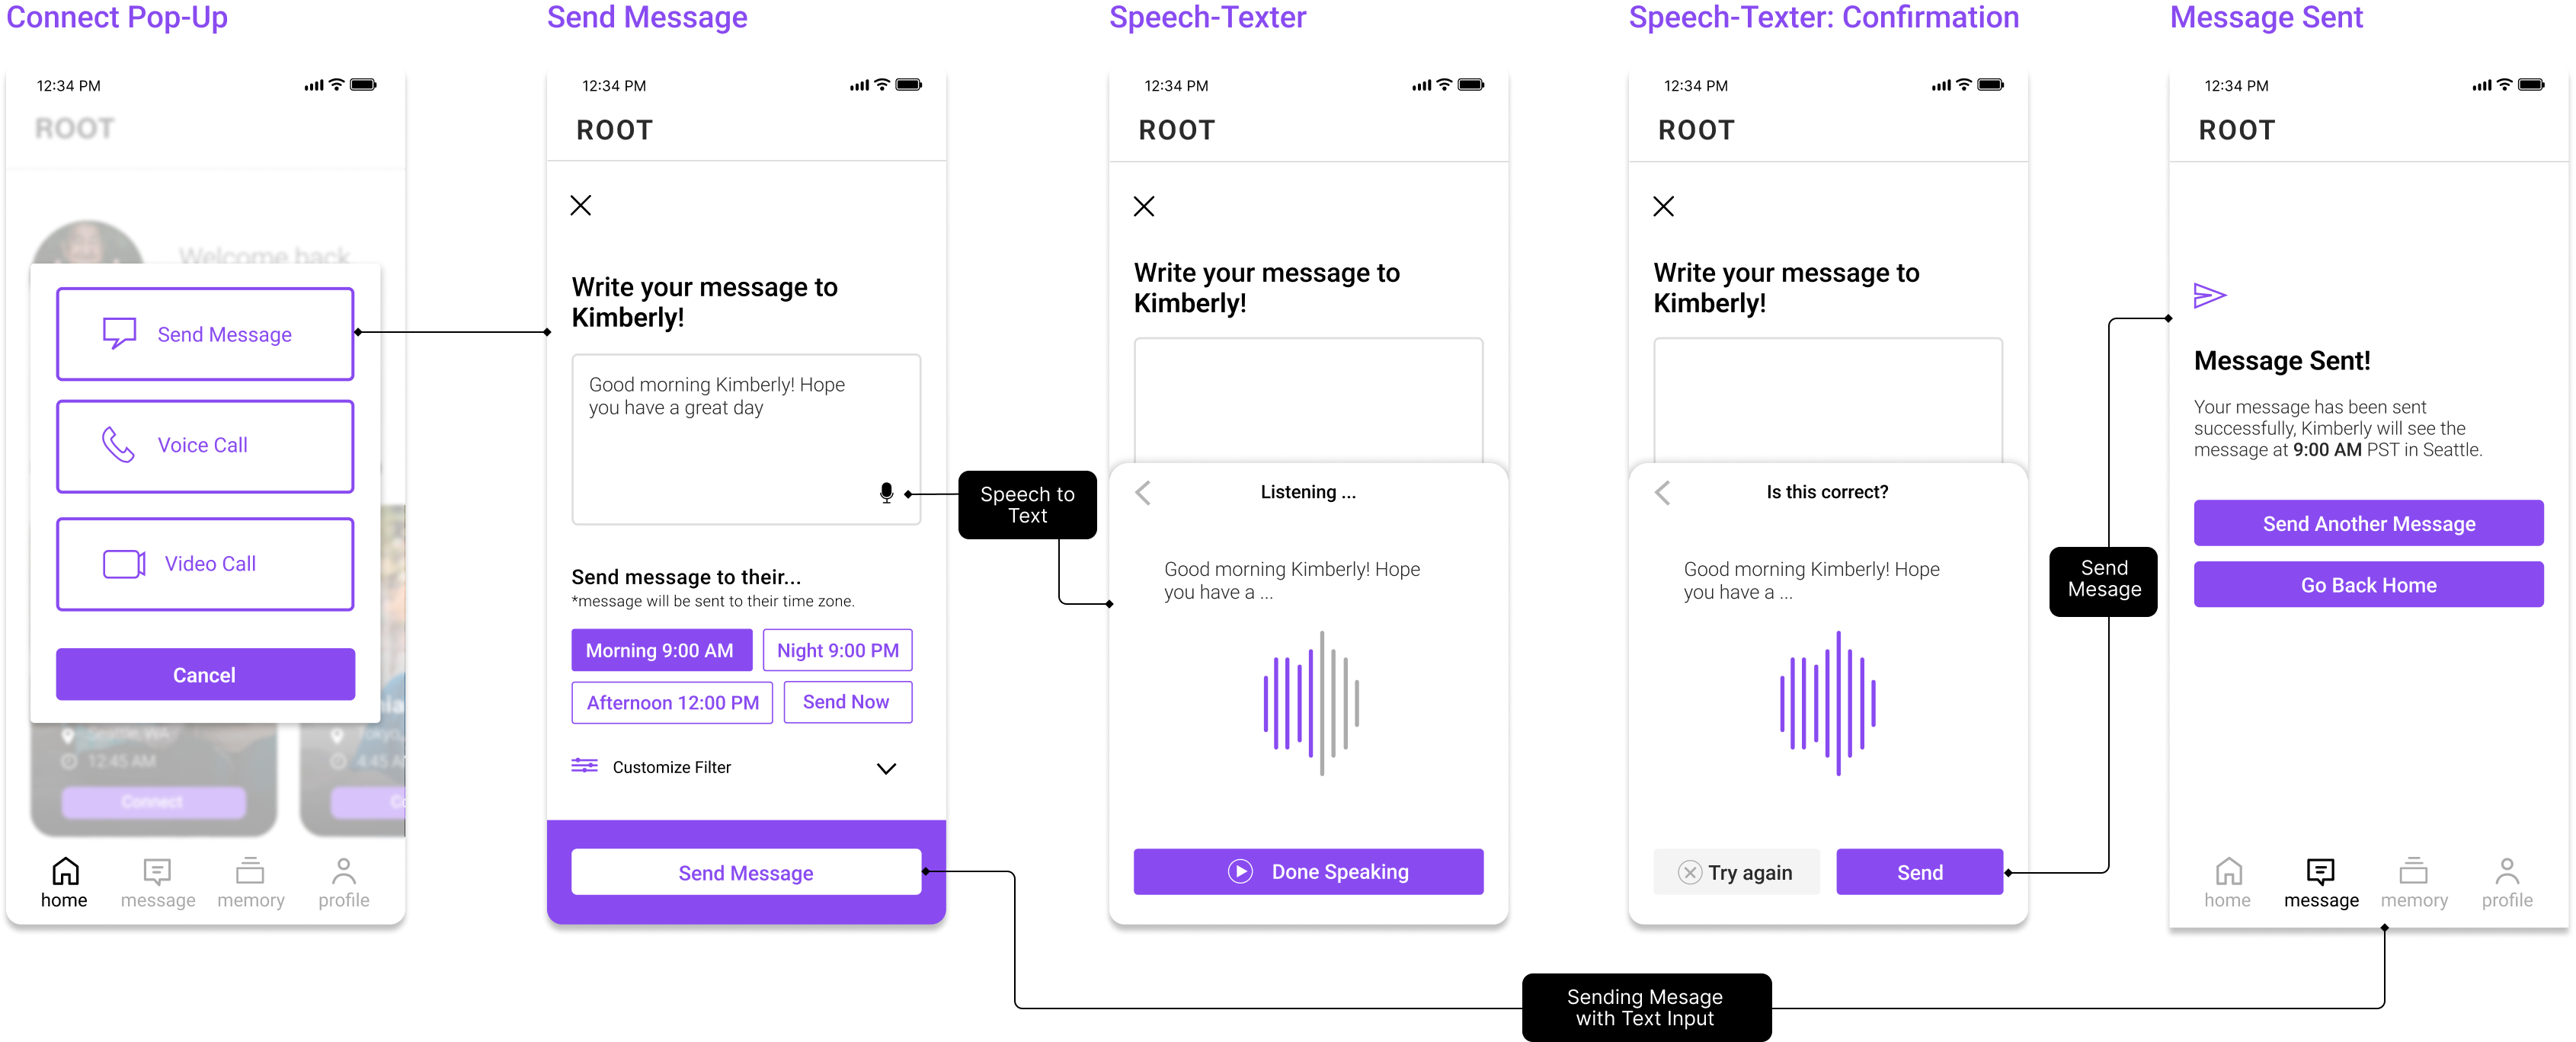 Connect Pop-Up
12:34 PM
ROOT
Welcome back
Send Message
Voice Call
Video Call
Cancel
Seattle, WA
12:45 AM
Connect
Tokyo,
4:45 A
Co
home
message
memory
profile
Send Message
12:34 PM
ROOT
Write your message to
Kimberly!
Good morning Kimberly! Hope
you have a great day
Send message to their...
*message will be sent to their time zone.
Morning 9:00 AM
Night 9:00 PM
Afternoon 12:00 PM
Send Now
Customize Filter
Send Message
Speech to
Text
Speech-Texter
12:34 PM
ROOT
Write your message to
Kimberly!
Listening ...
Good morning Kimberly! Hope
you have a ...
Done Speaking
Speech-Texter: Confirmation
12:34 PM
ROOT
Write your message to
Kimberly!
Is this correct?
Good morning Kimberly! Hope
you have a ...
Try again
Send
Send
Mesage
Sending Mesage
with Text Input
Message Sent
12:34 PM
ROOT
Message Sent!
Your message has been sent
successfully, Kimberly will see the
message at 9:00 AM PST in Seattle.
Send Another Message
Go Back Home
home
message
memory
profile